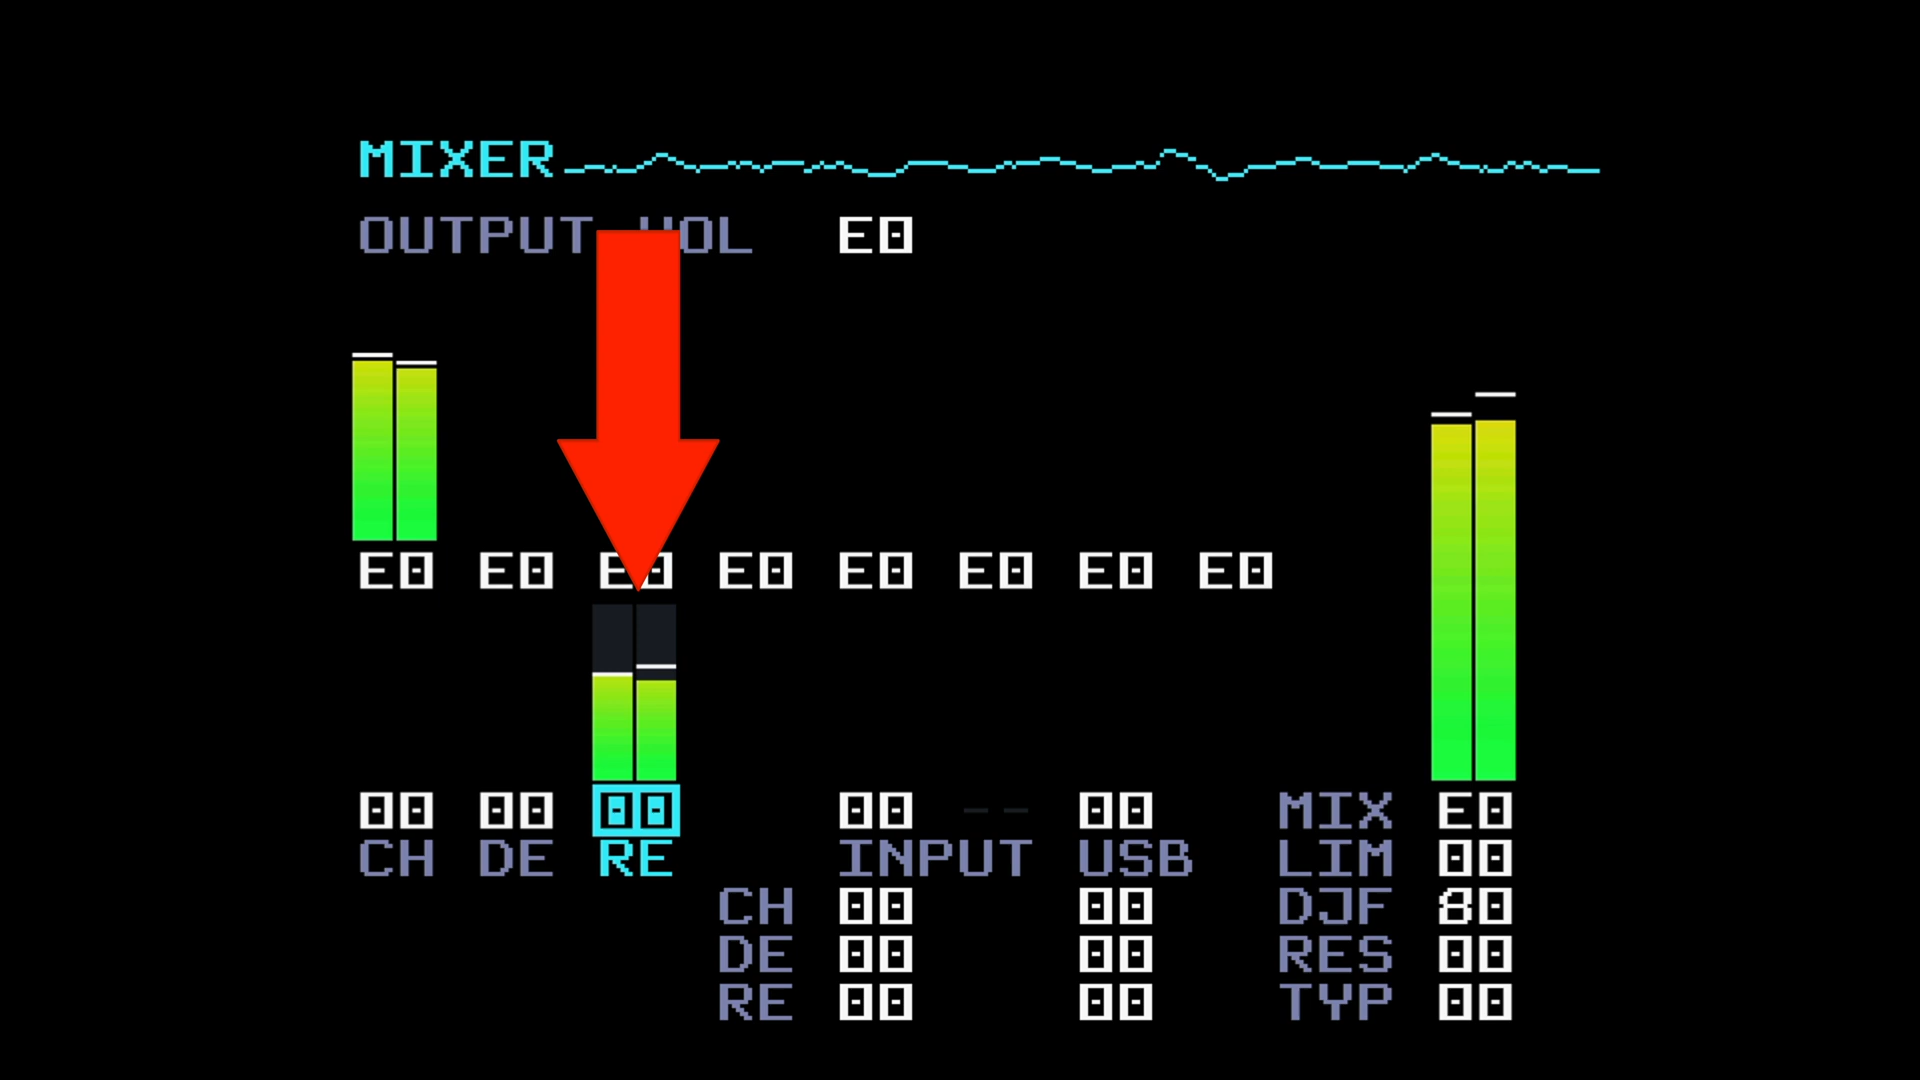 MIXER
OUTPUT VOL E0
E0 E0 E0 E0 E0 E0 E0 E0
00 00 00 00 -- 00 MIX E0
CH DE RE INPUT USB LIM 00
CH 00 00 DJF 80
DE 00 00 RES 00
RE 00 00 TYP 00